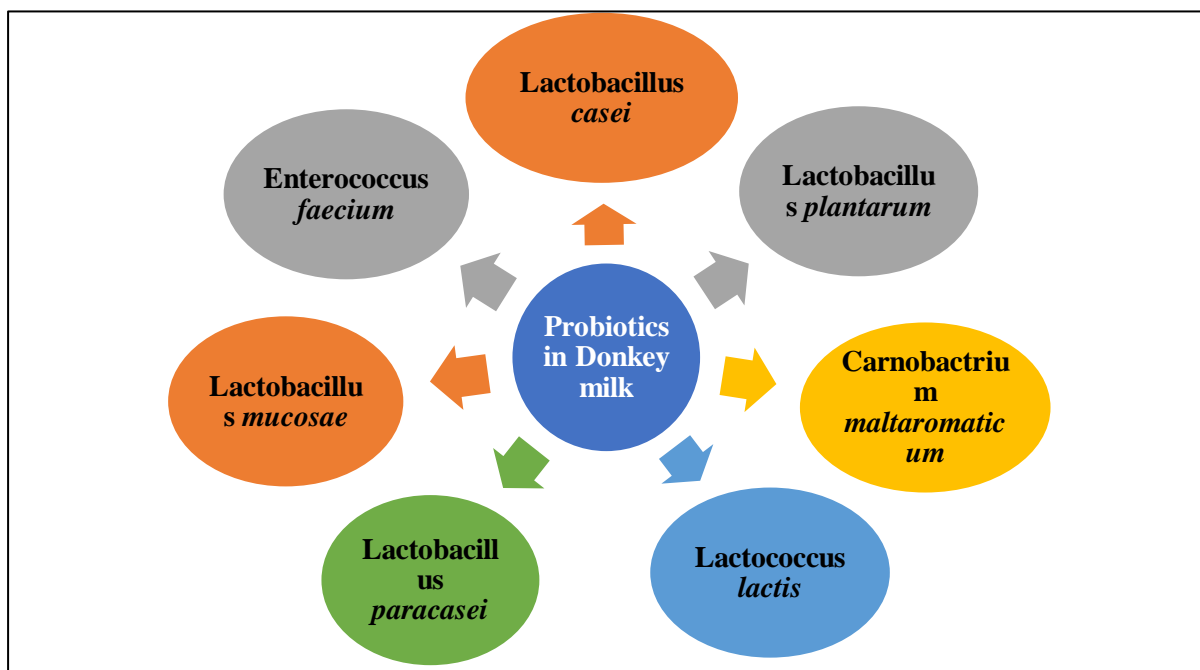 Lactobacillus
casei
Enterococcus
faecium
Lactobacillu
s plantarum
Probiotics
in Donkey
milk
Lactobacillu
s mucosae
Carnobactriu
m
maltaromatic
um
Lactobacill
us
paracasei
Lactococcus
lactis